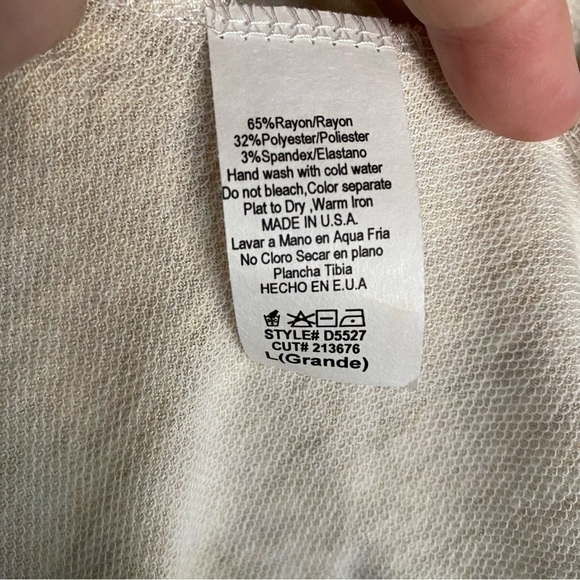 65%Rayon/Rayon
32%Polyester/Poliester
3%Spandex/Elastano
Hand wash with cold water
Do not bleach,Color separate
Plat to Dry ,Warm Iron
MADE IN U.S.A.
Lavar a Mano en Aqua Fria
No Cloro Secar en plano
Plancha Tibia
HECHO EN E.U.A
STYLE# D5527
CUT# 213676
L(Grande)